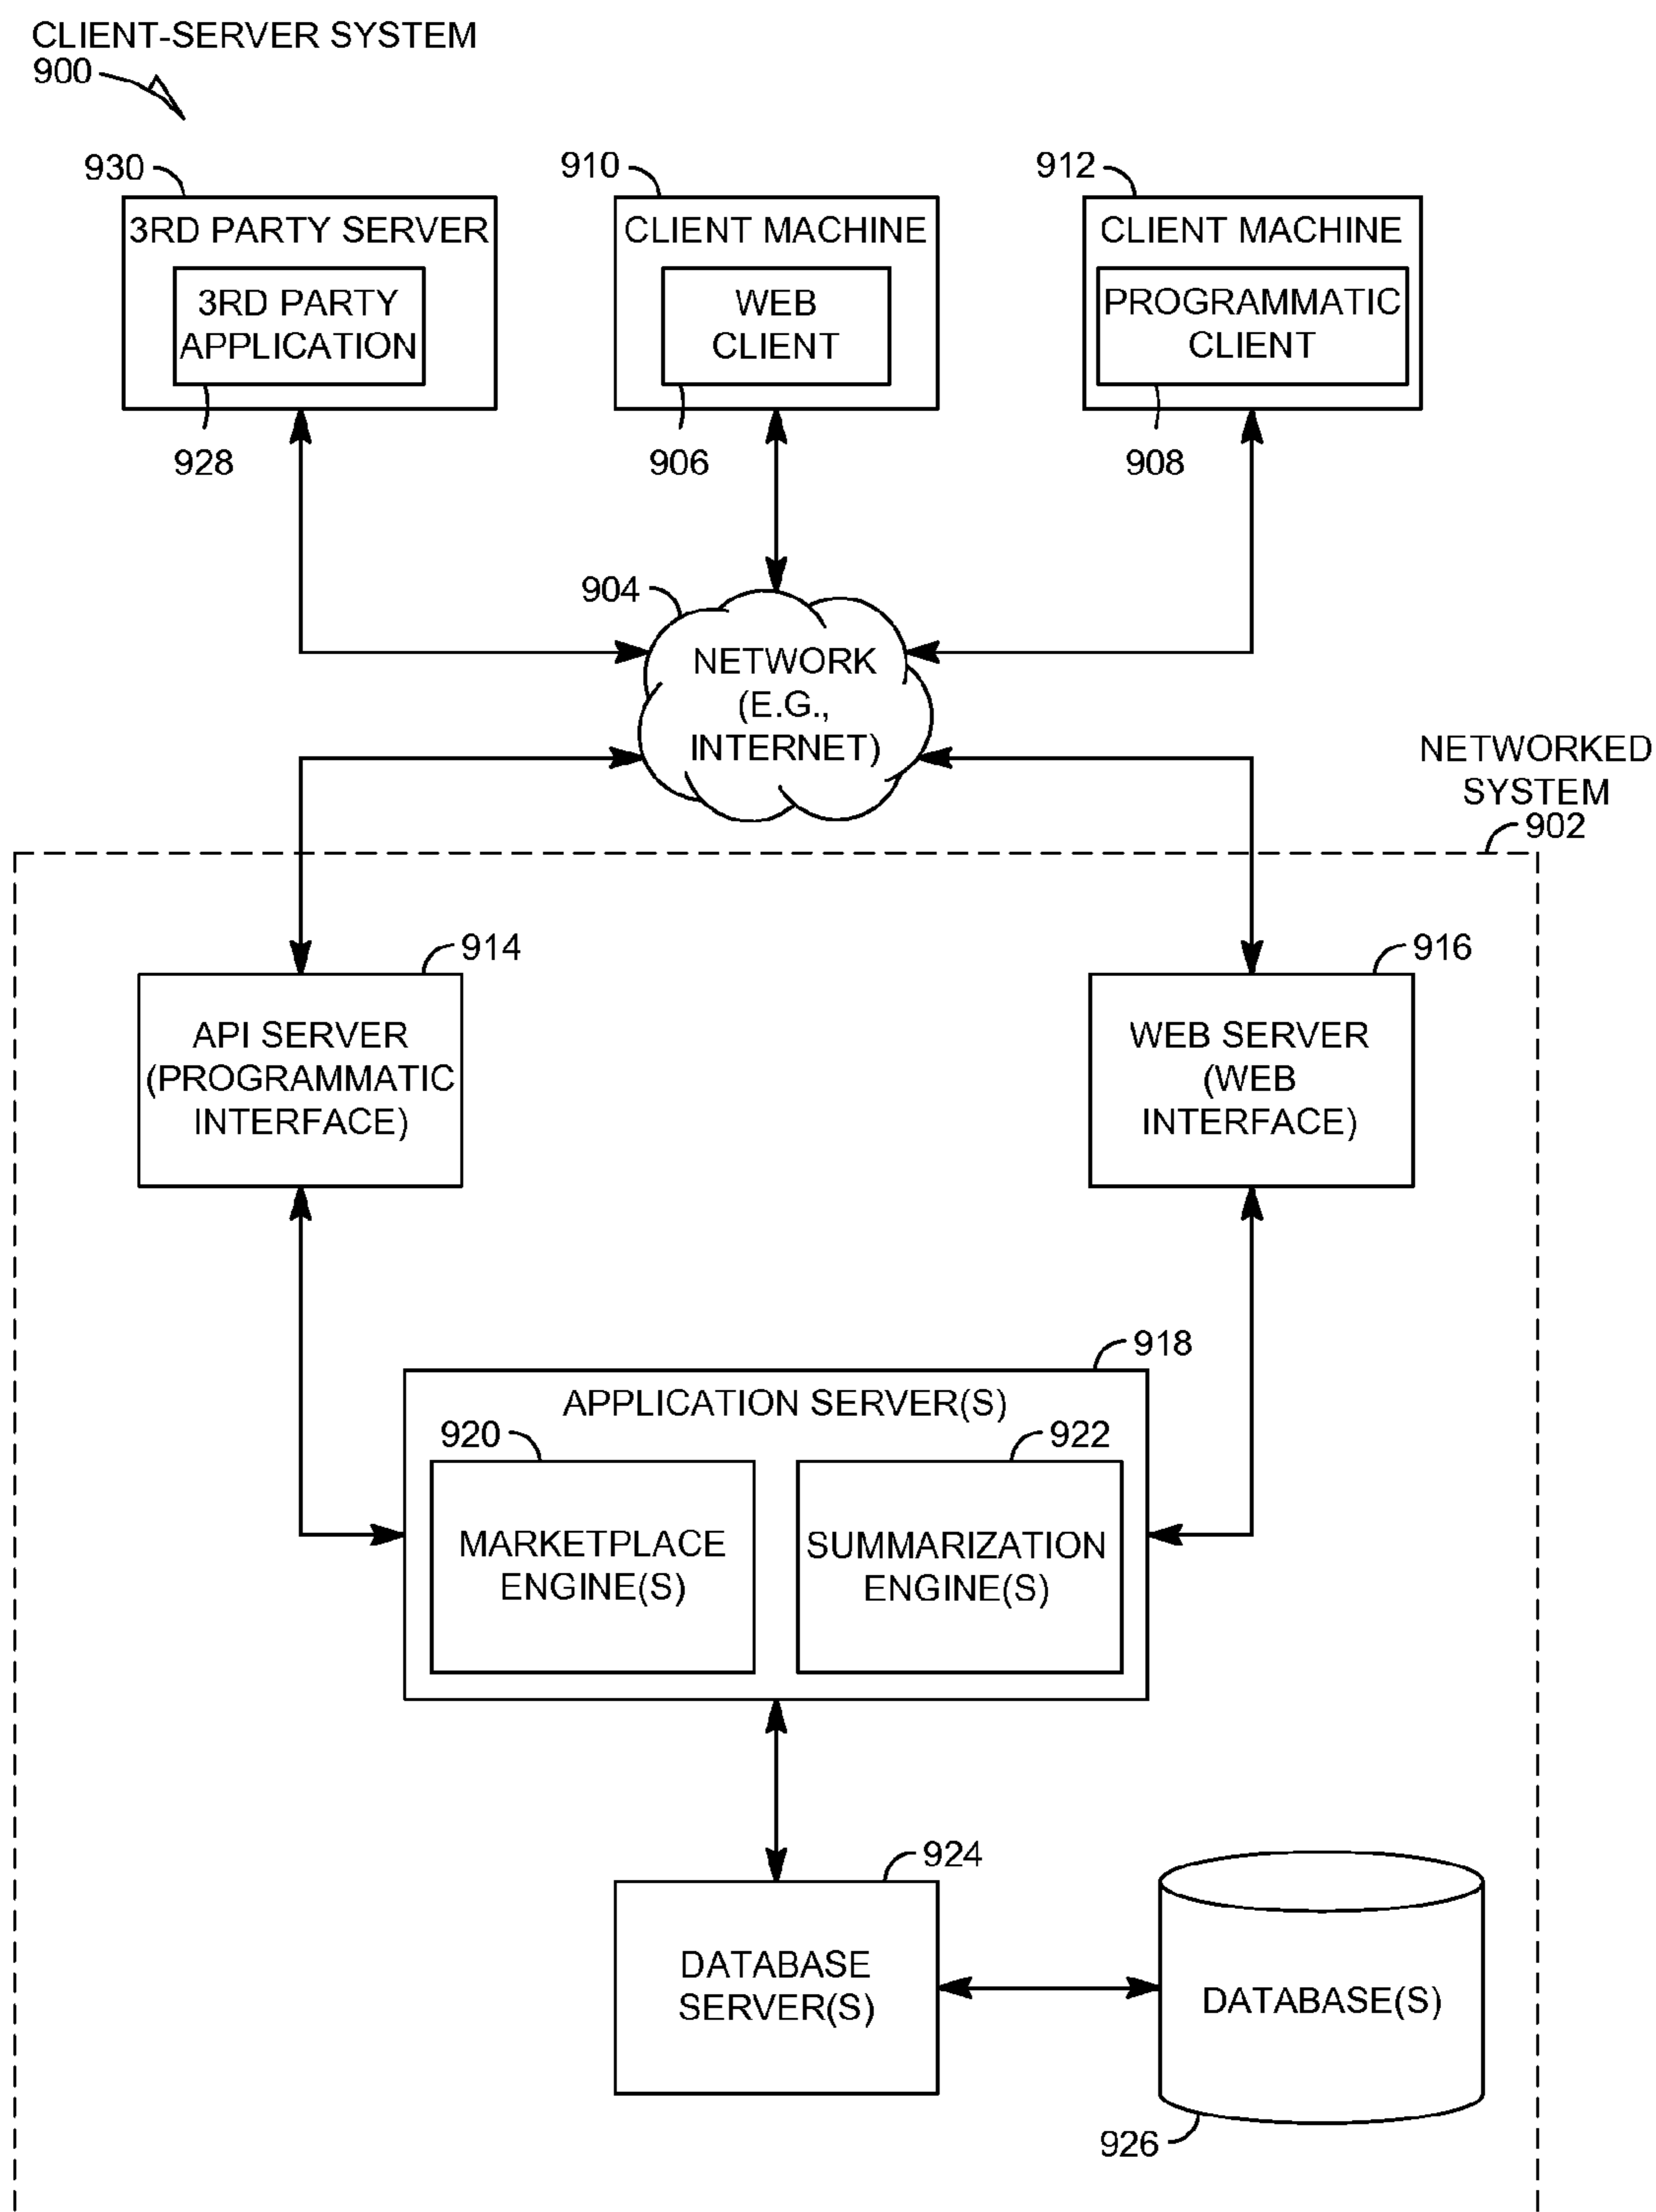 CLIENT-SERVER SYSTEM
900
930
910
912
3RD PARTY SERVER
3RD PARTY
APPLICATION
928
CLIENT MACHINE
WEB
CLIENT
906
CLIENT MACHINE
PROGRAMMATIC
CLIENT
908
904
NETWORK
(E.G.,
INTERNET)
NETWORKED
SYSTEM
902
914
API SERVER
(PROGRAMMATIC
INTERFACE)
916
WEB SERVER
(WEB
INTERFACE)
918
APPLICATION SERVER(S)
920
MARKETPLACE
ENGINE(S)
922
SUMMARIZATION
ENGINE(S)
924
DATABASE
SERVER(S)
DATABASE(S)
926